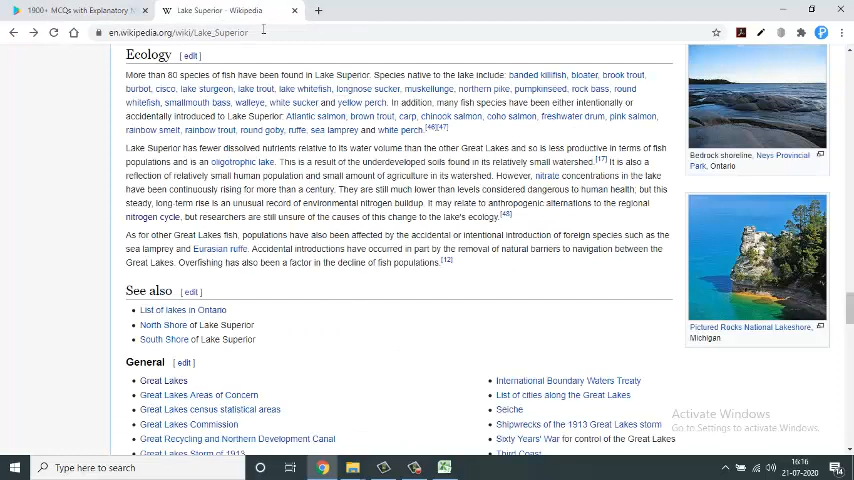 1900+ MCQs with Explanatory N
Lake Superior - Wikipedia
en.wikipedia.org/wiki/Lake_Superior
Ecology [ edit ]
More than 80 species of fish have been found in Lake Superior. Species native to the lake include: banded killifish, bloater, brook trout,
burbot, cisco, lake sturgeon, lake trout, lake whitefish, longnose sucker, muskellunge, northern pike, pumpkinseed, rock bass, round
whitefish, smallmouth bass, walleye, white sucker and yellow perch. In addition, many fish species have been either intentionally or
accidentally introduced to Lake Superior: Atlantic salmon, brown trout, carp, chinook salmon, coho salmon, freshwater drum, pink salmon,
rainbow smelt, rainbow trout, round goby, ruffe, sea lamprey and white perch.[46][47]
Lake Superior has fewer dissolved nutrients relative to its water volume than the other Great Lakes and so is less productive in terms of fish
populations and is an oligotrophic lake. This is a result of the underdeveloped soils found in its relatively small watershed.[17] It is also a
reflection of relatively small human population and small amount of agriculture in its watershed. However, nitrate concentrations in the lake
have been continuously rising for more than a century. They are still much lower than levels considered dangerous to human health; but this
steady, long-term rise is an unusual record of environmental nitrogen buildup. It may relate to anthropogenic alternations to the regional
nitrogen cycle, but researchers are still unsure of the causes of this change to the lake's ecology.[48]
As for other Great Lakes fish, populations have also been affected by the accidental or intentional introduction of foreign species such as the
sea lamprey and Eurasian ruffe. Accidental introductions have occurred in part by the removal of natural barriers to navigation between the
Great Lakes. Overfishing has also been a factor in the decline of fish populations.[12]
Bedrock shoreline, Neys Provincial
Park, Ontario
Pictured Rocks National Lakeshore,
Michigan
See also [ edit ]
List of lakes in Ontario
North Shore of Lake Superior
South Shore of Lake Superior
General [ edit ]
Great Lakes
Great Lakes Areas of Concern
Great Lakes census statistical areas
Great Lakes Commission
Great Recycling and Northern Development Canal
Great Lakes Storm of 1913
International Boundary Waters Treaty
List of cities along the Great Lakes
Seiche
Shipwrecks of the 1913 Great Lakes storm
Sixty Years' War for control of the Great Lakes
Third Coast
Activate Windows
Go to Settings to activate Windows.
Type here to search
16:16
21-07-2020